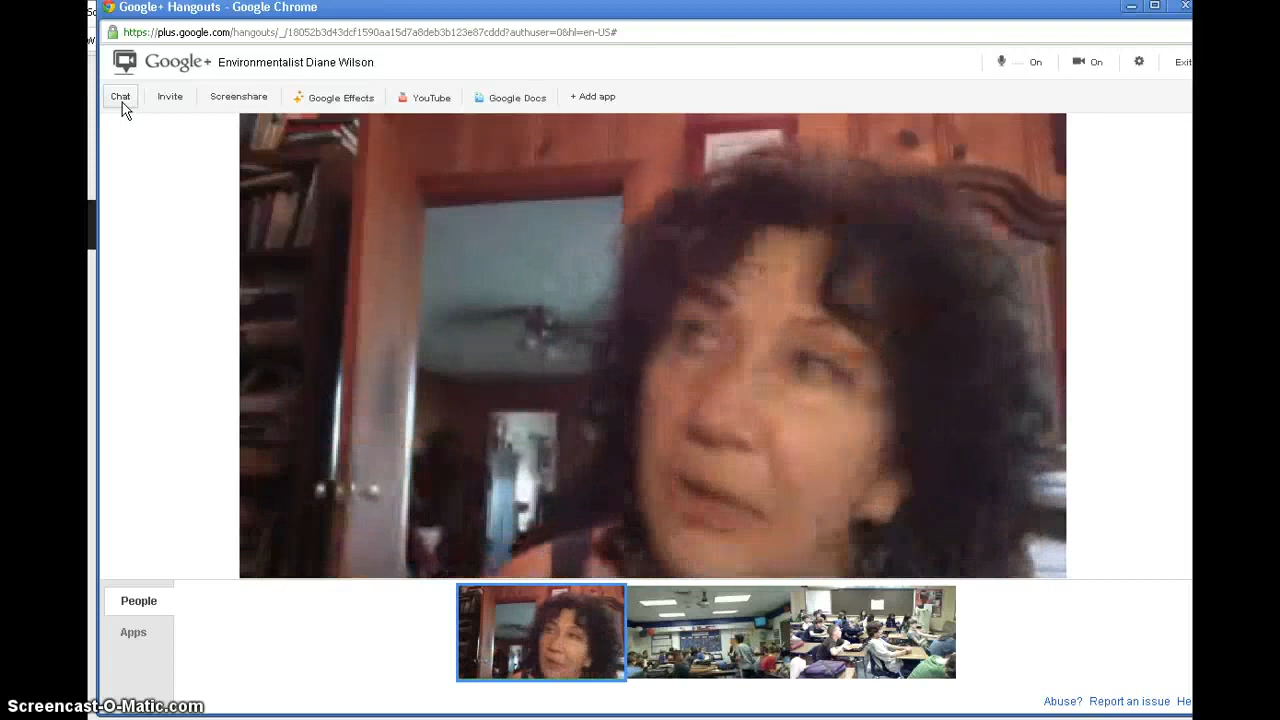 Google+ Hangouts - Google Chrome
https://plus.google.com/hangouts/_/18052b3d43dcf1590aa15d7a8deb3b123e87cddd?authuser=0&hl=en-US#
Google+ Environmentalist Diane Wilson
On
On
Exit
Chat
Invite
Screenshare
Google Effects
YouTube
Google Docs
+ Add app
People
Apps
Abuse? Report an issue He
Screencast-O-Matic.com